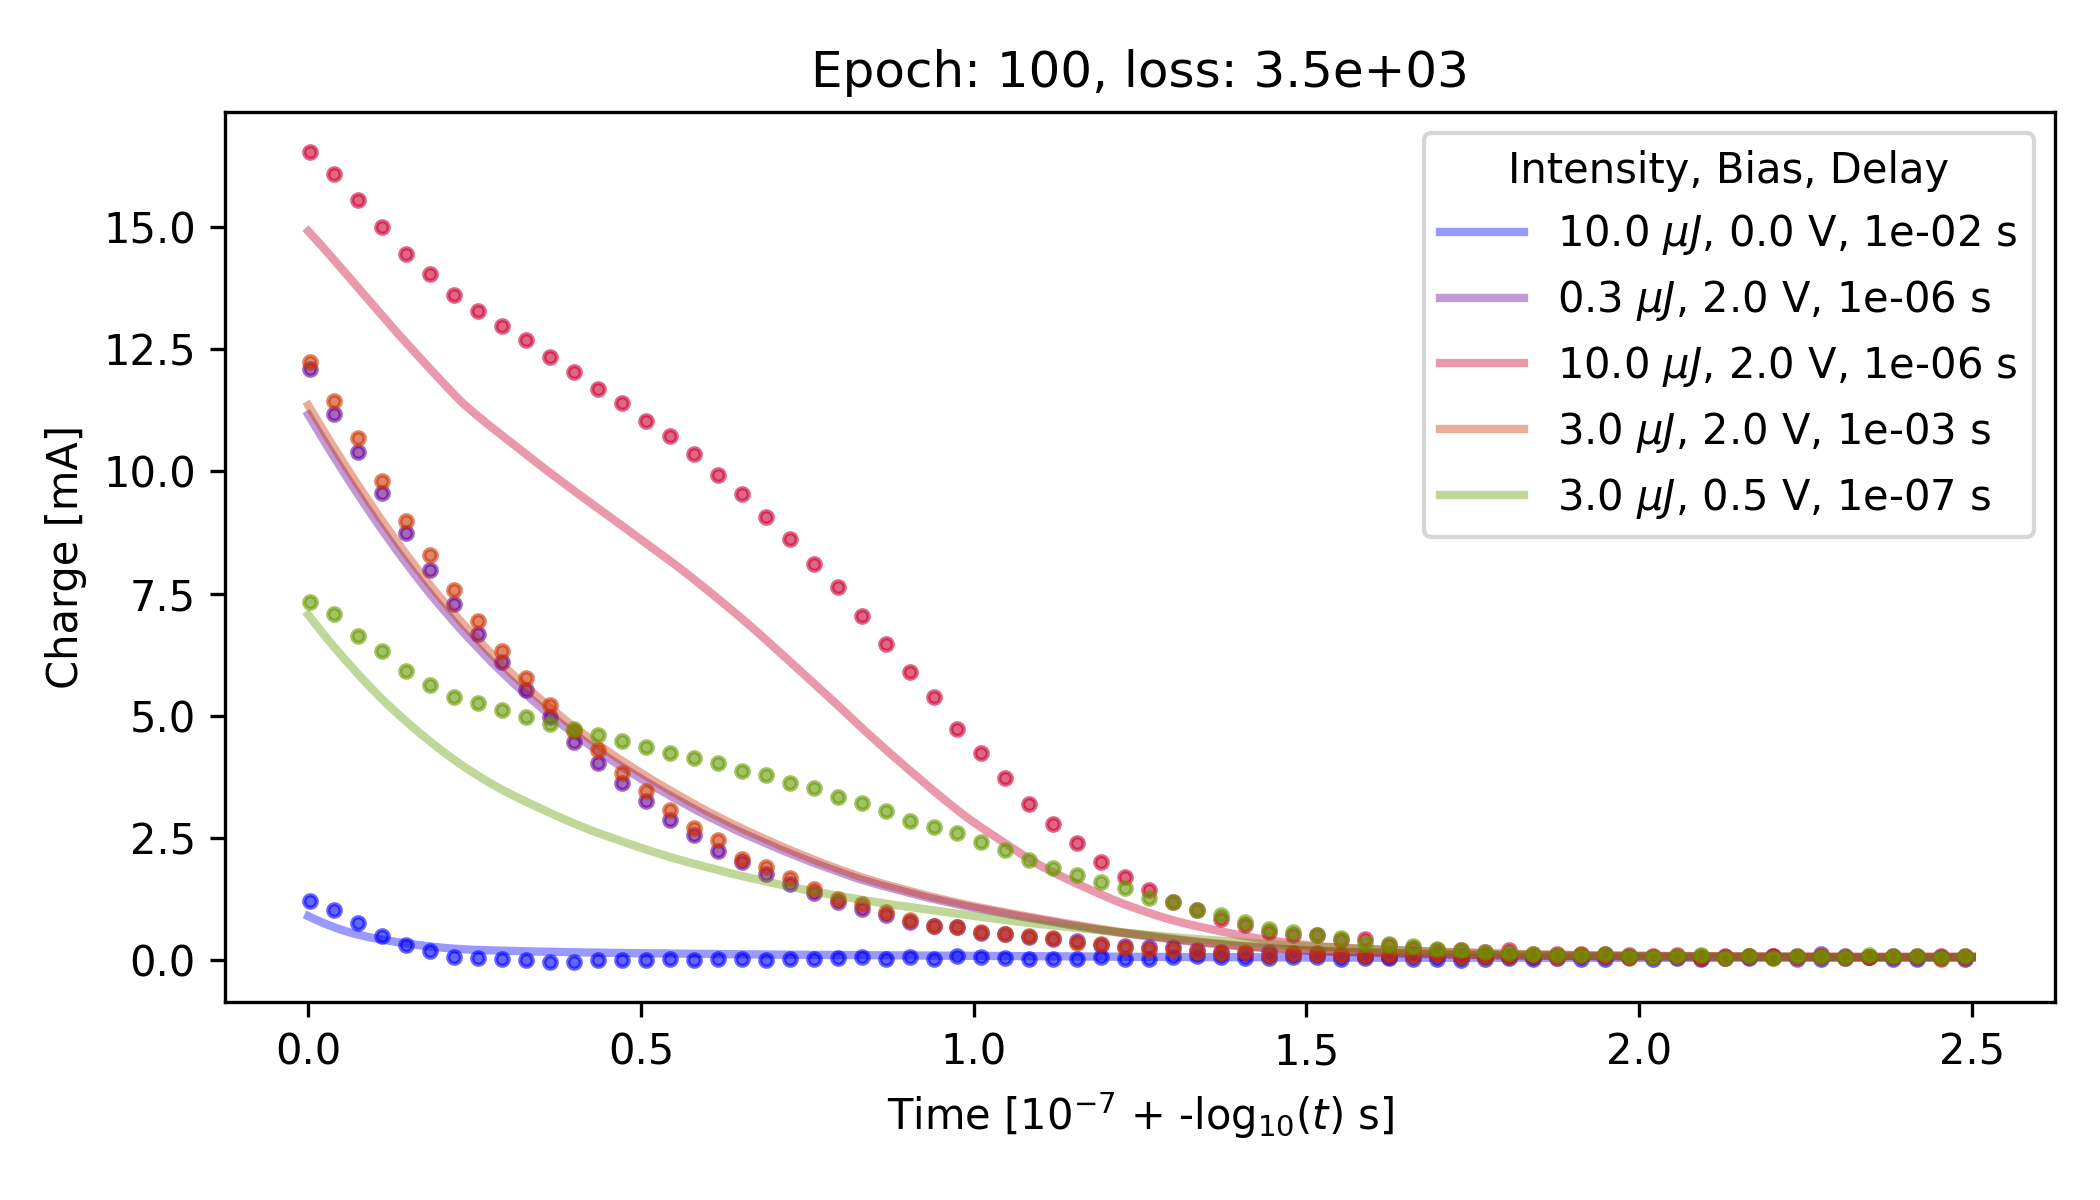 Epoch: 100, loss: 3.5e+03
Intensity, Bias, Delay
10.0 μJ, 0.0 V, 1e-02 s
0.3 μJ, 2.0 V, 1e-06 s
10.0 μJ, 2.0 V, 1e-06 s
3.0 μJ, 2.0 V, 1e-03 s
3.0 μJ, 0.5 V, 1e-07 s
Charge [mA]
15.0
12.5
10.0
7.5
5.0
2.5
0.0
0.0 0.5 1.0 1.5 2.0 2.5
Time [10⁻⁷ + -log₁₀(t) s]